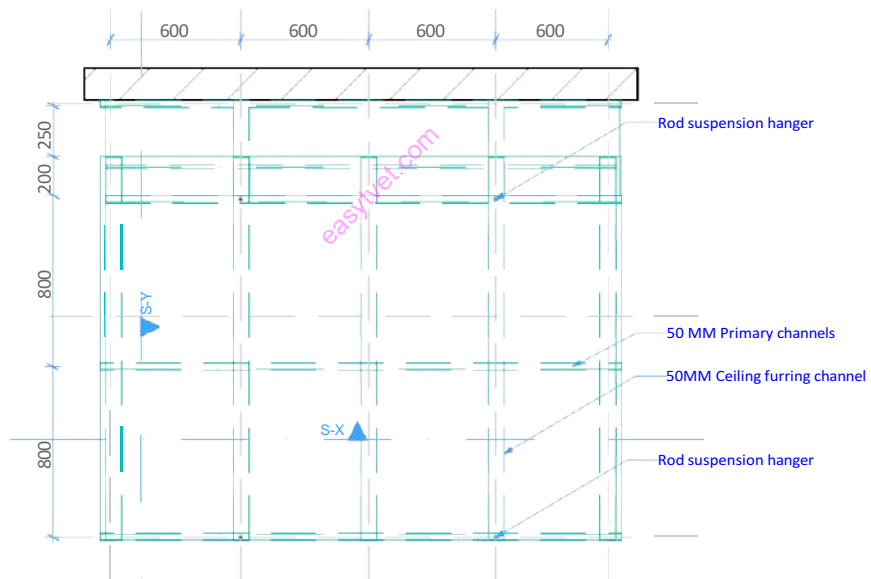 600
600
600
600
250
Rod suspension hanger
200
easytvet.com
800
S-Y
50 MM Primary channels
50MM Ceiling furring channel
S-X
800
Rod suspension hanger